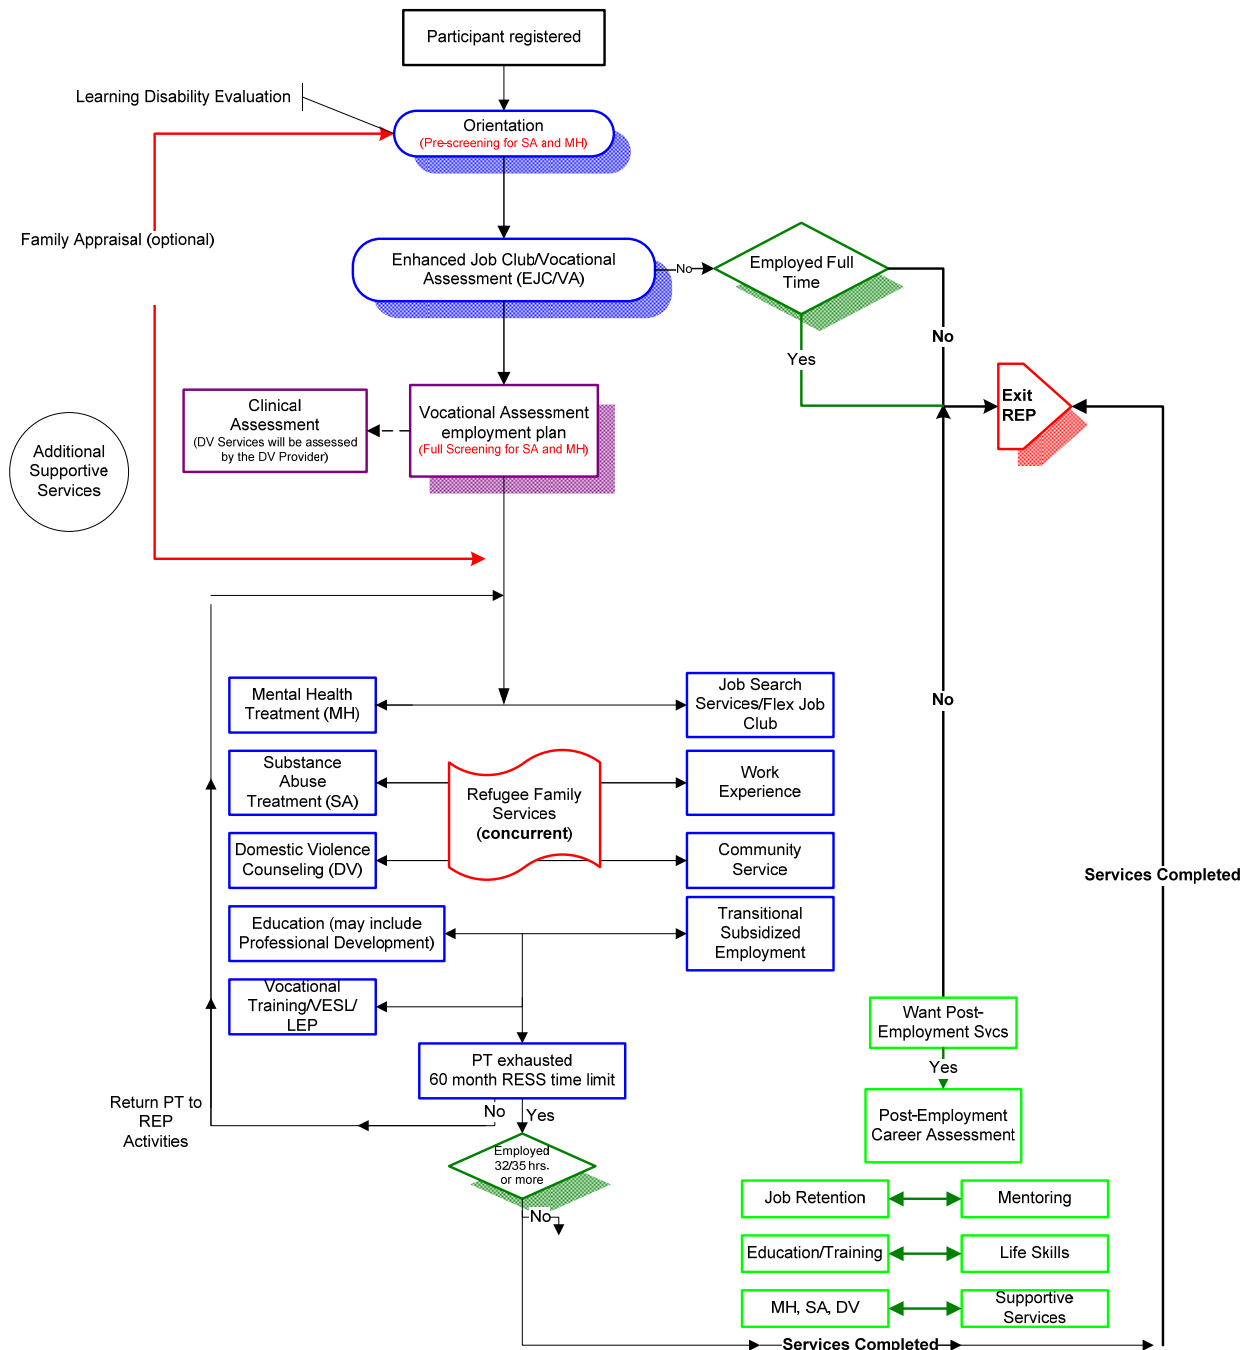 Participant registered
Learning Disability Evaluation
Orientation
(Pre-screening for SA and MH)
Family Appraisal (optional)
Enhanced Job Club/Vocational
Assessment (EJC/VA)
No
Employed Full
Time
No
Yes
Exit
REP
Clinical
Assessment
(DV Services will be assessed
by the DV Provider)
Vocational Assessment
employment plan
(Full Screening for SA and MH)
Additional
Supportive
Services
Mental Health
Treatment (MH)
Job Search
Services/Flex Job
Club
No
Substance
Abuse
Treatment (SA)
Refugee Family
Services
(concurrent)
Work
Experience
Domestic Violence
Counseling (DV)
Community
Service
Services Completed
Education (may include
Professional Development)
Transitional
Subsidized
Employment
Vocational
Training/VESL/
LEP
Want Post-
Employment Svcs
PT exhausted
60 month RESS time limit
Yes
Return PT to
REP
Activities
No
Yes
Post-Employment
Career Assessment
Employed
32/35 hrs.
or more
No
Job Retention
Mentoring
Education/Training
Life Skills
MH, SA, DV
Supportive
Services
Services Completed